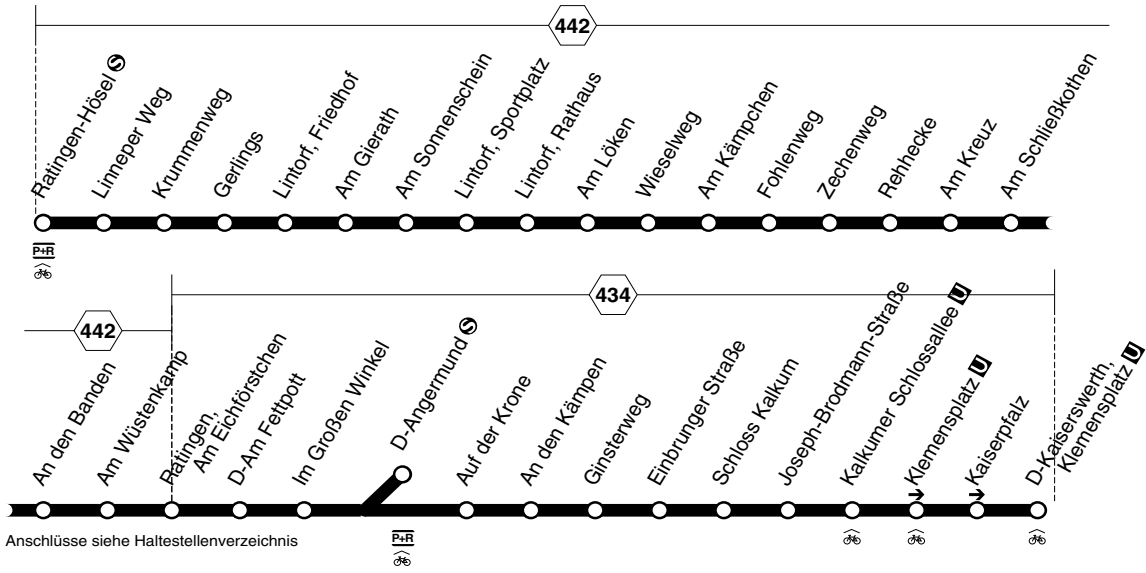 442
Ratingen-Hösel S
Linneper Weg
Krummenweg
Gerlings
Lintorf, Friedhof
Am Gierath
Am Sonnenschein
Lintorf, Sportplatz
Lintorf, Rathaus
Am Löken
Wieselweg
Am Kämpchen
Fohlenweg
Zechenweg
Rehhecke
Am Kreuz
Am Schließkothen
P+R
442
434
An den Banden
Am Wüstenkamp
Ratingen,
Am Eichförstchen
D-Am Fettpott
Im Großen Winkel
D-Angermund S
Auf der Krone
An den Kämpen
Ginsterweg
Einbrunger Straße
Schloss Kalkum
Joseph-Brodmann-Straße
Kalkumer Schlossallee U
Klemensplatz U
Kaiserpfalz
D-Kaiserswerth,
Klemensplatz U
P+R
Anschlüsse siehe Haltestellenverzeichnis